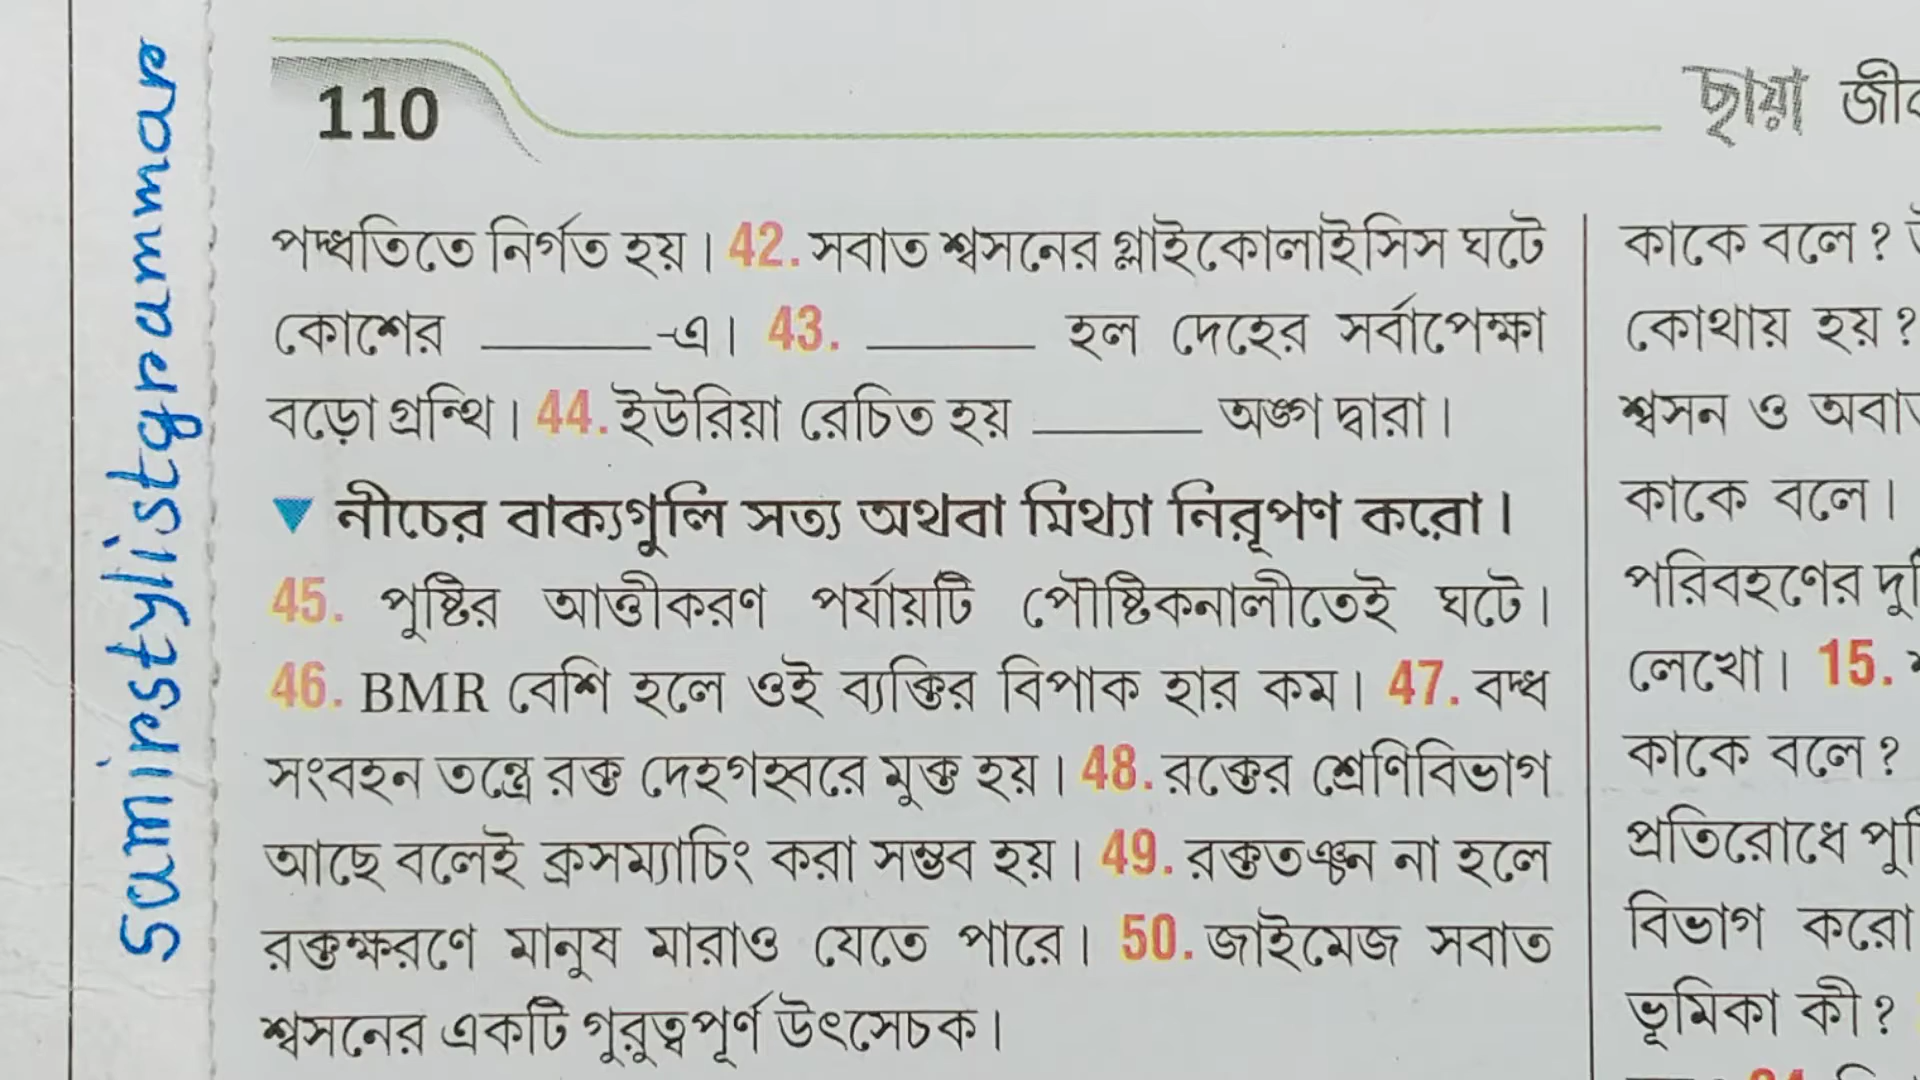 samirstylistgrammar
110
ছায়া
পদ্ধতিতে নির্গত হয়। 42. সবাত শ্বসনের গ্লাইকোলাইসিস ঘটে
কোশের ______-এ। 43. ______ হল দেহের সর্বাপেক্ষা
বড়ো গ্রন্থি। 44. ইউরিয়া রেচিত হয় ______ অঙ্গ দ্বারা।
▼ নীচের বাক্যগুলি সত্য অথবা মিথ্যা নিরূপণ করো।
45. পুষ্টির আত্তীকরণ পর্যায়টি পৌষ্টিকনালীতেই ঘটে।
46. BMR বেশি হলে ওই ব্যক্তির বিপাক হার কম। 47. বদ্ধ
সংবহন তন্ত্রে রক্ত দেহগহ্বরে মুক্ত হয়। 48. রক্তের শ্রেণিবিভাগ
আছে বলেই ক্রসম্যাচিং করা সম্ভব হয়। 49. রক্ততঞ্চন না হলে
রক্তক্ষরণে মানুষ মারাও যেতে পারে। 50. জাইমেজ সবাত
শ্বসনের একটি গুরুত্বপূর্ণ উৎসেচক।
কাকে বলে?
কোথায় হয়?
শ্বসন ও
কাকে বলে।
পরিবহণের
লেখো। 15.
কাকে বলে?
প্রতিরোধে
বিভাগ করো
ভূমিকা কী?